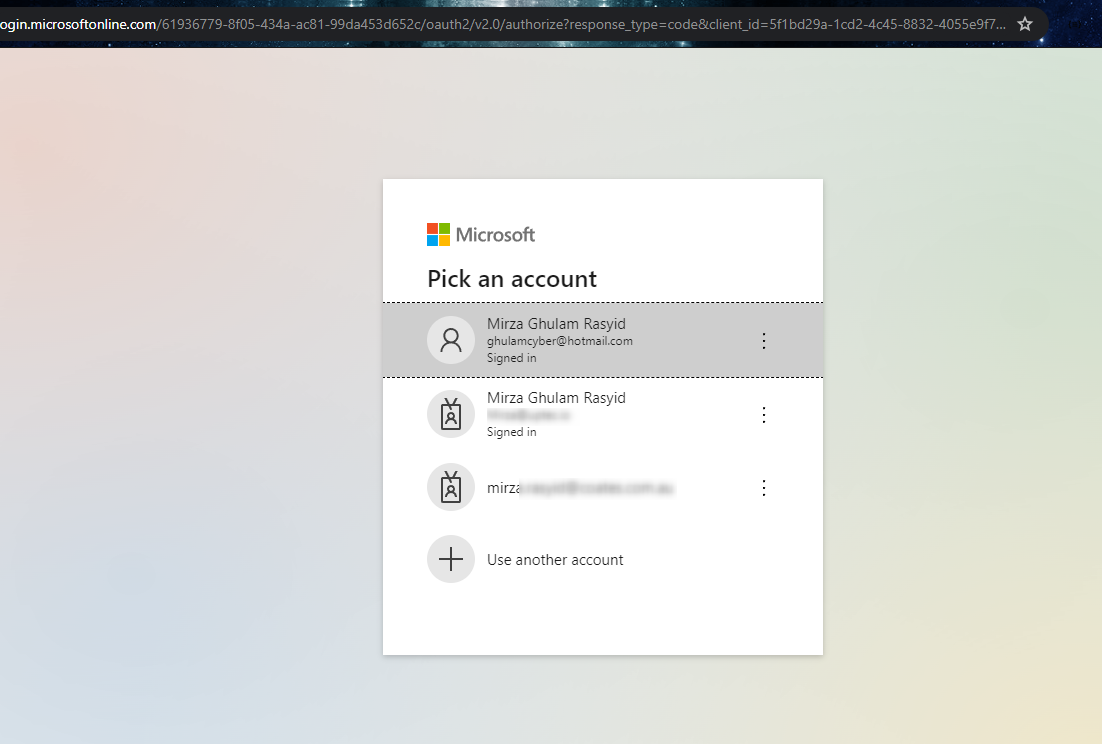 ogin.microsoftonline.com/61936779-8f05-434a-ac81-99da453d652c/oauth2/v2.0/authorize?response_type=code&client_id=5f1bd29a-1cd2-4c45-8832-4055e9f7...
Microsoft
Pick an account
Mirza Ghulam Rasyid
ghulamcyber@hotmail.com
Signed in
Mirza Ghulam Rasyid
Signed in
mirza
Use another account